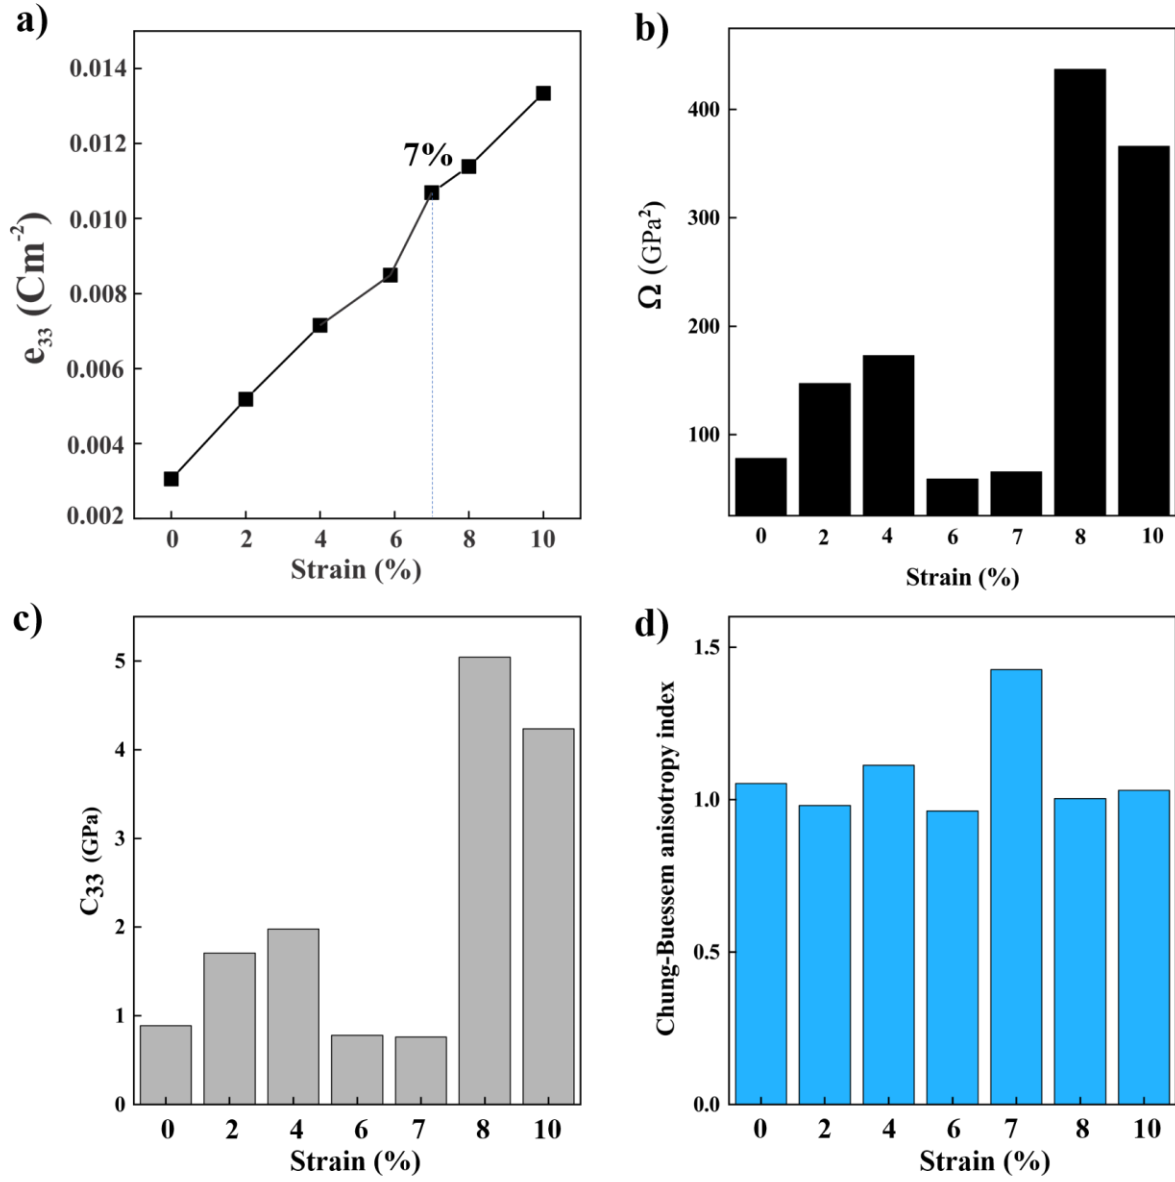 a)
0.014
0.012
0.010
0.008
0.006
0.004
0.002
e₃₃ (Cm⁻²)
7%
0 2 4 6 8 10
Strain (%)
b)
400
300
200
100
Ω (GPa²)
0 2 4 6 7 8 10
Strain (%)
c)
5
4
3
2
1
0
C₃₃ (GPa)
0 2 4 6 7 8 10
Strain (%)
d)
1.5
1.0
0.5
0.0
Chung-Buessem anisotropy index
0 2 4 6 7 8 10
Strain (%)